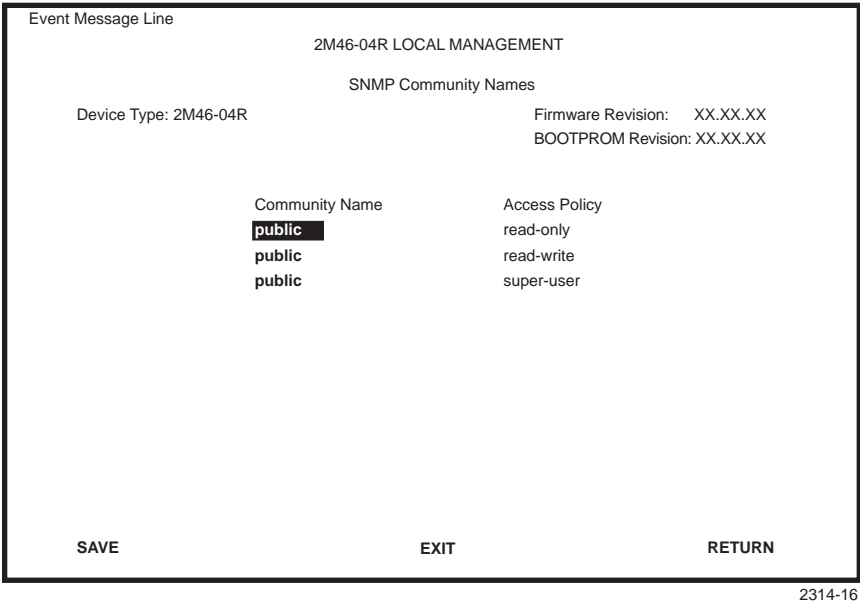 Event Message Line
2M46-04R LOCAL MANAGEMENT
SNMP Community Names
Device Type: 2M46-04R Firmware Revision: XX.XX.XX
BOOTPROM Revision: XX.XX.XX
Community Name Access Policy
public read-only
public read-write
public super-user
SAVE EXIT RETURN
2314-16